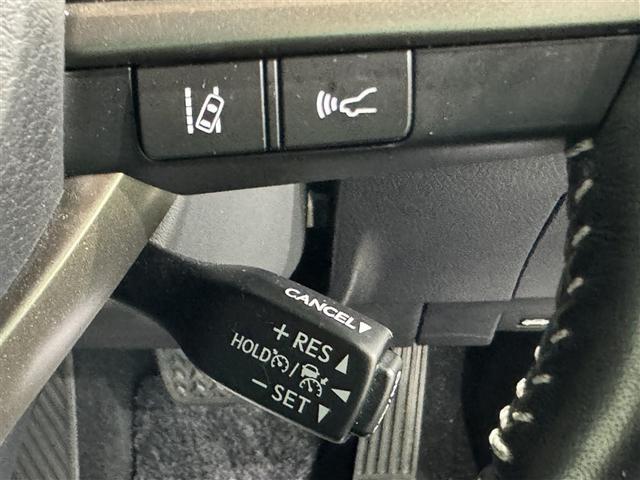 CANCEL▼
+ RES ▲
HOLD /
− SET ▼